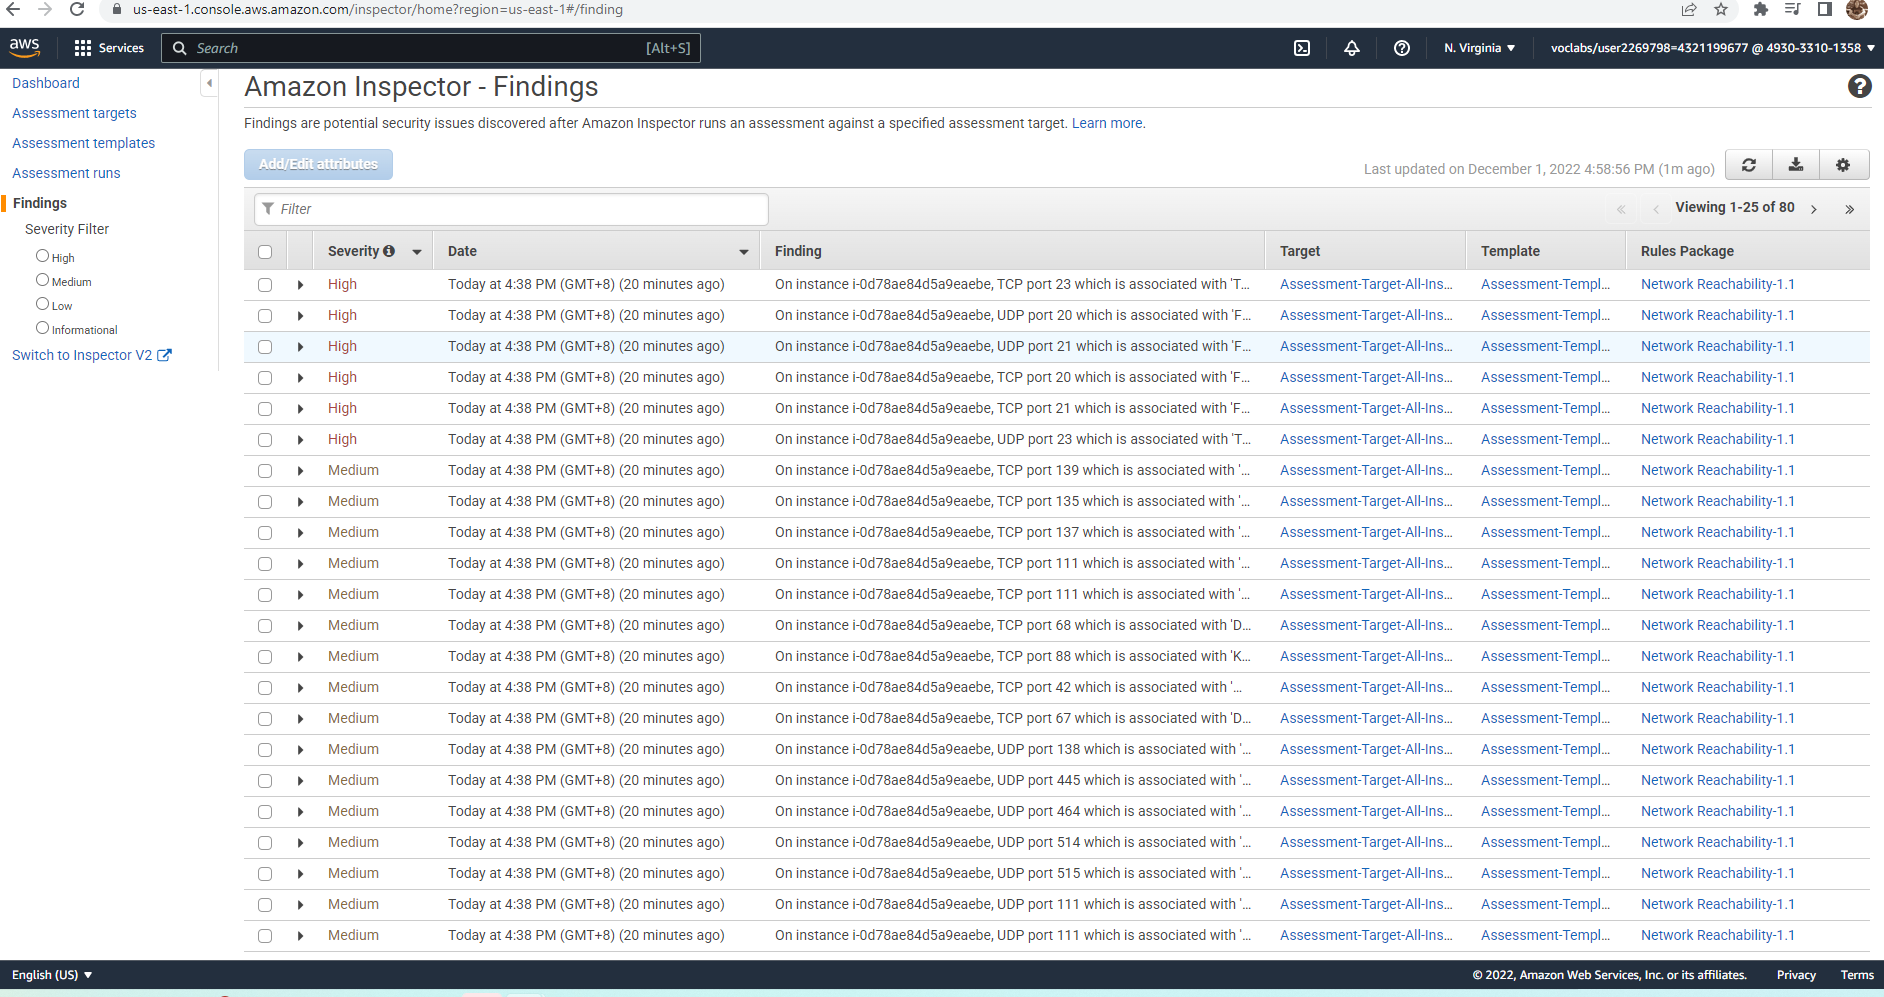 us-east-1.console.aws.amazon.com/inspector/home?region=us-east-1#/finding
aws Services Search [Alt+S] N. Virginia voclabs/user2269798=4321199677 @ 4930-3310-1358
Dashboard
Assessment targets
Assessment templates
Assessment runs
Findings
Severity Filter
High
Medium
Low
Informational
Switch to Inspector V2
Amazon Inspector - Findings
Findings are potential security issues discovered after Amazon Inspector runs an assessment against a specified assessment target. Learn more.
Add/Edit attributes
Last updated on December 1, 2022 4:58:56 PM (1m ago)
Filter
« ‹ Viewing 1-25 of 80 › »
Severity Date Finding Target Template Rules Package
High Today at 4:38 PM (GMT+8) (20 minutes ago) On instance i-0d78ae84d5a9eaebe, TCP port 23 which is associated with 'T... Assessment-Target-All-Ins... Assessment-Templ... Network Reachability-1.1
High Today at 4:38 PM (GMT+8) (20 minutes ago) On instance i-0d78ae84d5a9eaebe, UDP port 20 which is associated with 'F... Assessment-Target-All-Ins... Assessment-Templ... Network Reachability-1.1
High Today at 4:38 PM (GMT+8) (20 minutes ago) On instance i-0d78ae84d5a9eaebe, UDP port 21 which is associated with 'F... Assessment-Target-All-Ins... Assessment-Templ... Network Reachability-1.1
High Today at 4:38 PM (GMT+8) (20 minutes ago) On instance i-0d78ae84d5a9eaebe, TCP port 20 which is associated with 'F... Assessment-Target-All-Ins... Assessment-Templ... Network Reachability-1.1
High Today at 4:38 PM (GMT+8) (20 minutes ago) On instance i-0d78ae84d5a9eaebe, TCP port 21 which is associated with 'F... Assessment-Target-All-Ins... Assessment-Templ... Network Reachability-1.1
High Today at 4:38 PM (GMT+8) (20 minutes ago) On instance i-0d78ae84d5a9eaebe, UDP port 23 which is associated with 'T... Assessment-Target-All-Ins... Assessment-Templ... Network Reachability-1.1
Medium Today at 4:38 PM (GMT+8) (20 minutes ago) On instance i-0d78ae84d5a9eaebe, TCP port 139 which is associated with '... Assessment-Target-All-Ins... Assessment-Templ... Network Reachability-1.1
Medium Today at 4:38 PM (GMT+8) (20 minutes ago) On instance i-0d78ae84d5a9eaebe, TCP port 135 which is associated with '... Assessment-Target-All-Ins... Assessment-Templ... Network Reachability-1.1
Medium Today at 4:38 PM (GMT+8) (20 minutes ago) On instance i-0d78ae84d5a9eaebe, TCP port 137 which is associated with '... Assessment-Target-All-Ins... Assessment-Templ... Network Reachability-1.1
Medium Today at 4:38 PM (GMT+8) (20 minutes ago) On instance i-0d78ae84d5a9eaebe, TCP port 111 which is associated with '... Assessment-Target-All-Ins... Assessment-Templ... Network Reachability-1.1
Medium Today at 4:38 PM (GMT+8) (20 minutes ago) On instance i-0d78ae84d5a9eaebe, TCP port 111 which is associated with '... Assessment-Target-All-Ins... Assessment-Templ... Network Reachability-1.1
Medium Today at 4:38 PM (GMT+8) (20 minutes ago) On instance i-0d78ae84d5a9eaebe, TCP port 68 which is associated with 'D... Assessment-Target-All-Ins... Assessment-Templ... Network Reachability-1.1
Medium Today at 4:38 PM (GMT+8) (20 minutes ago) On instance i-0d78ae84d5a9eaebe, TCP port 88 which is associated with 'K... Assessment-Target-All-Ins... Assessment-Templ... Network Reachability-1.1
Medium Today at 4:38 PM (GMT+8) (20 minutes ago) On instance i-0d78ae84d5a9eaebe, TCP port 42 which is associated with '... Assessment-Target-All-Ins... Assessment-Templ... Network Reachability-1.1
Medium Today at 4:38 PM (GMT+8) (20 minutes ago) On instance i-0d78ae84d5a9eaebe, TCP port 67 which is associated with 'D... Assessment-Target-All-Ins... Assessment-Templ... Network Reachability-1.1
Medium Today at 4:38 PM (GMT+8) (20 minutes ago) On instance i-0d78ae84d5a9eaebe, UDP port 138 which is associated with '... Assessment-Target-All-Ins... Assessment-Templ... Network Reachability-1.1
Medium Today at 4:38 PM (GMT+8) (20 minutes ago) On instance i-0d78ae84d5a9eaebe, UDP port 445 which is associated with '... Assessment-Target-All-Ins... Assessment-Templ... Network Reachability-1.1
Medium Today at 4:38 PM (GMT+8) (20 minutes ago) On instance i-0d78ae84d5a9eaebe, UDP port 464 which is associated with '... Assessment-Target-All-Ins... Assessment-Templ... Network Reachability-1.1
Medium Today at 4:38 PM (GMT+8) (20 minutes ago) On instance i-0d78ae84d5a9eaebe, UDP port 514 which is associated with '... Assessment-Target-All-Ins... Assessment-Templ... Network Reachability-1.1
Medium Today at 4:38 PM (GMT+8) (20 minutes ago) On instance i-0d78ae84d5a9eaebe, UDP port 515 which is associated with '... Assessment-Target-All-Ins... Assessment-Templ... Network Reachability-1.1
Medium Today at 4:38 PM (GMT+8) (20 minutes ago) On instance i-0d78ae84d5a9eaebe, UDP port 111 which is associated with '... Assessment-Target-All-Ins... Assessment-Templ... Network Reachability-1.1
Medium Today at 4:38 PM (GMT+8) (20 minutes ago) On instance i-0d78ae84d5a9eaebe, UDP port 111 which is associated with '... Assessment-Target-All-Ins... Assessment-Templ... Network Reachability-1.1
English (US) © 2022, Amazon Web Services, Inc. or its affiliates. Privacy Terms